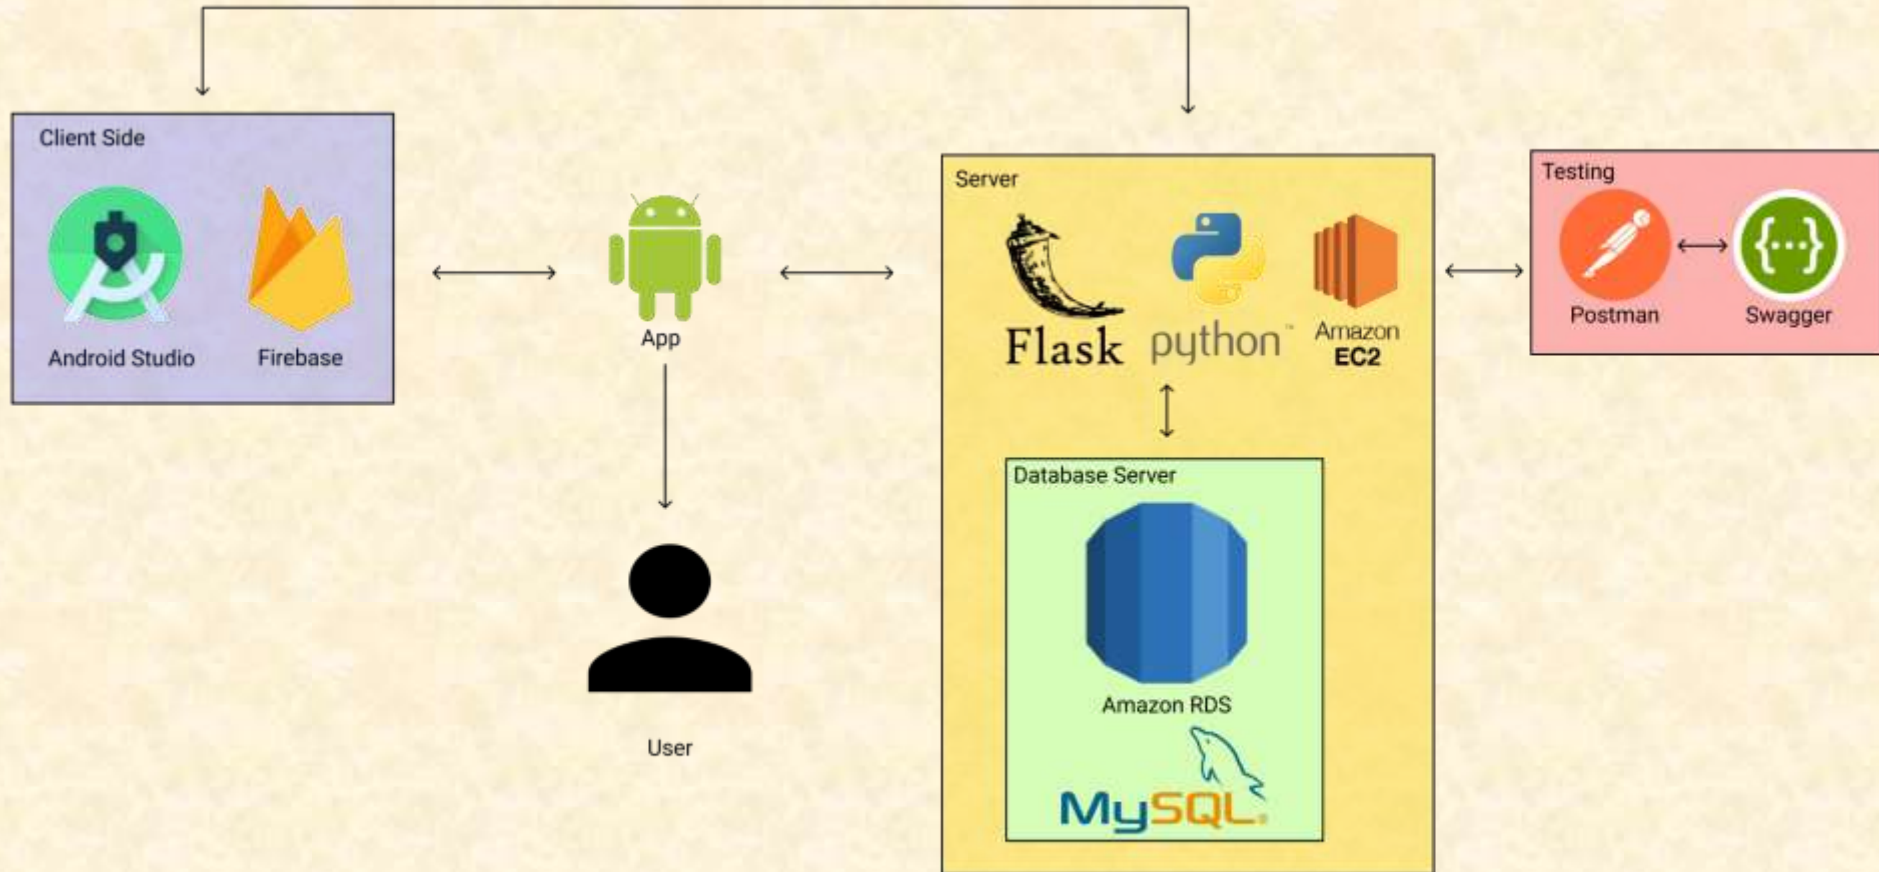 Client Side
Android Studio
Firebase
App
User
Server
Flask
python™
Amazon
EC2
Database Server
Amazon RDS
MySQL®
Testing
{...}
Postman
Swagger